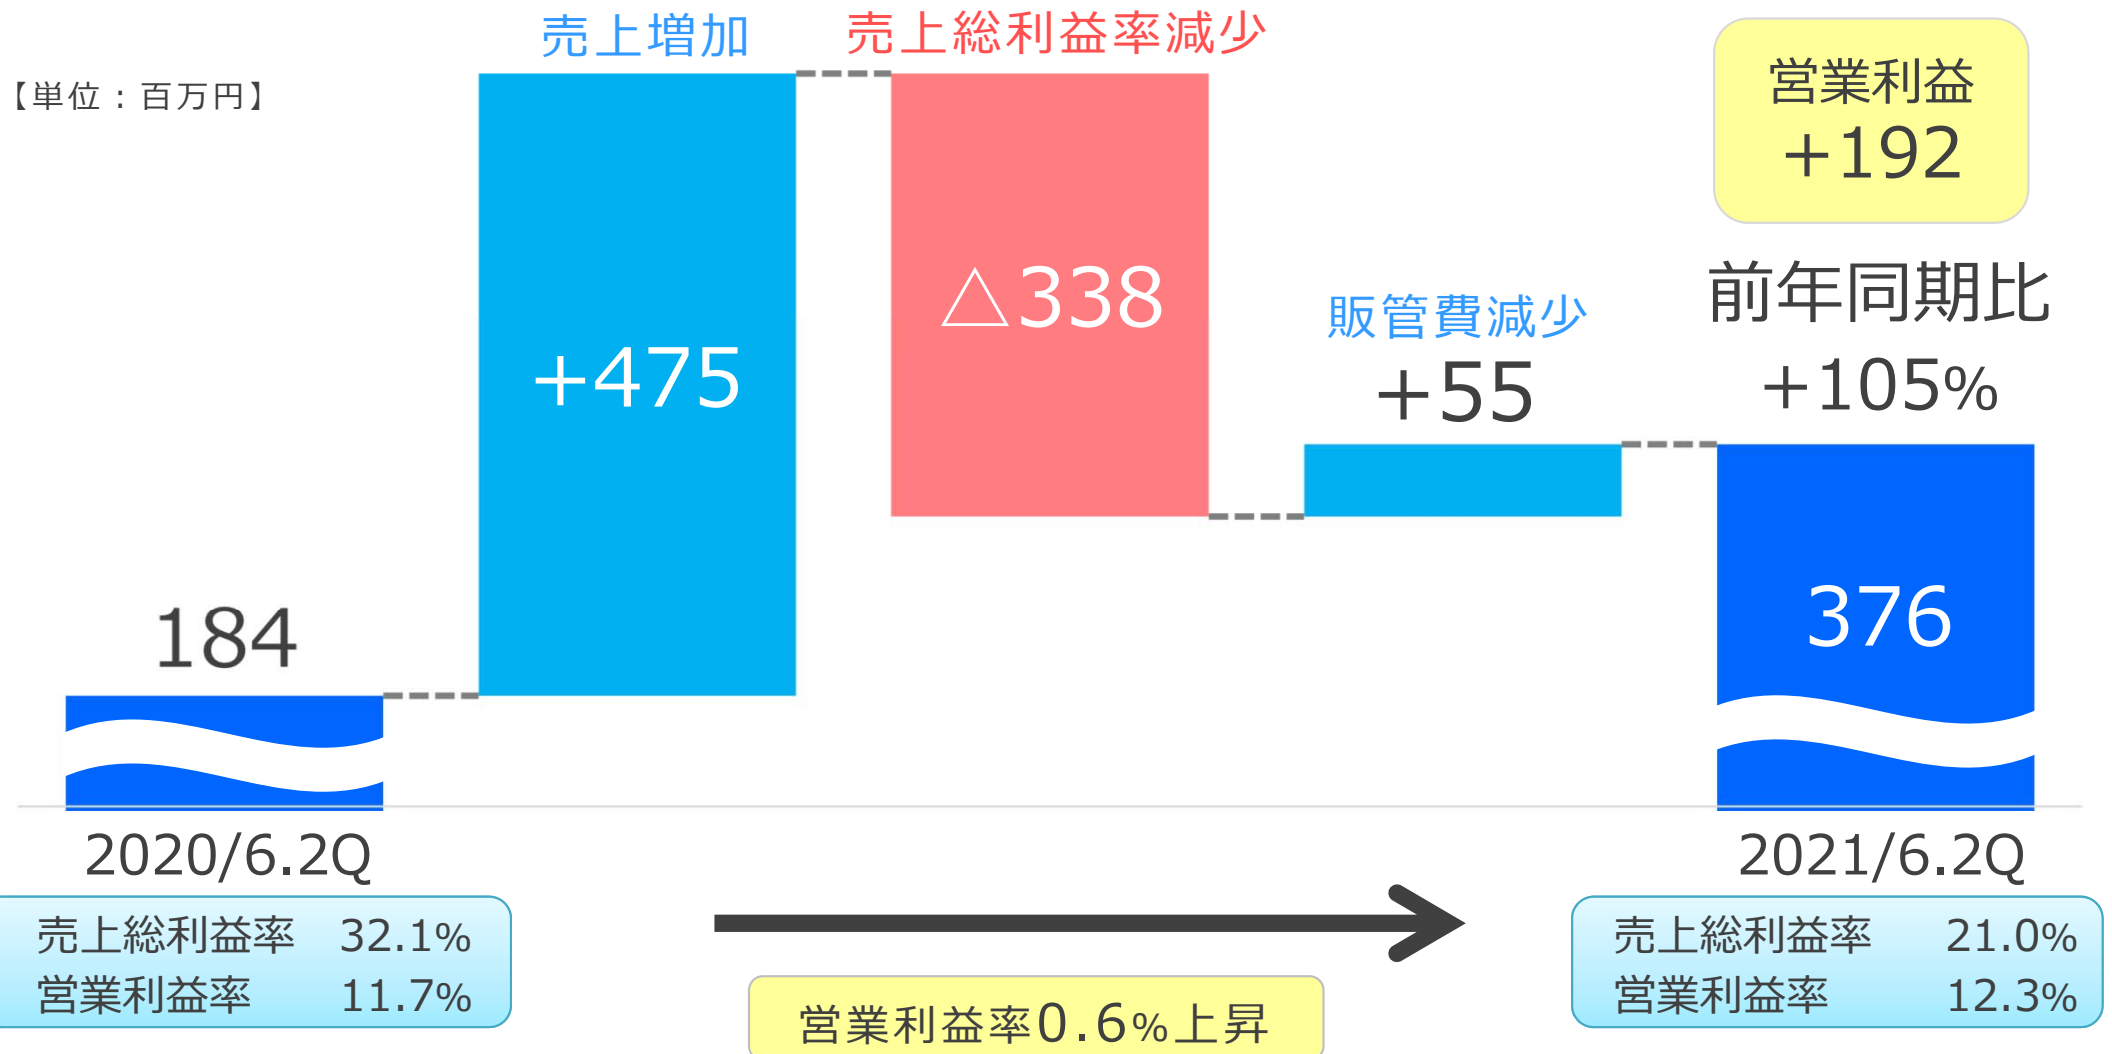 売上増加
売上総利益率減少
【単位：百万円】
営業利益
+192
前年同期比
+105%
+475
△338
販管費減少
+55
184
376
2020/6.2Q
2021/6.2Q
売上総利益率 32.1%
営業利益率 11.7%
営業利益率0.6%上昇
売上総利益率 21.0%
営業利益率 12.3%